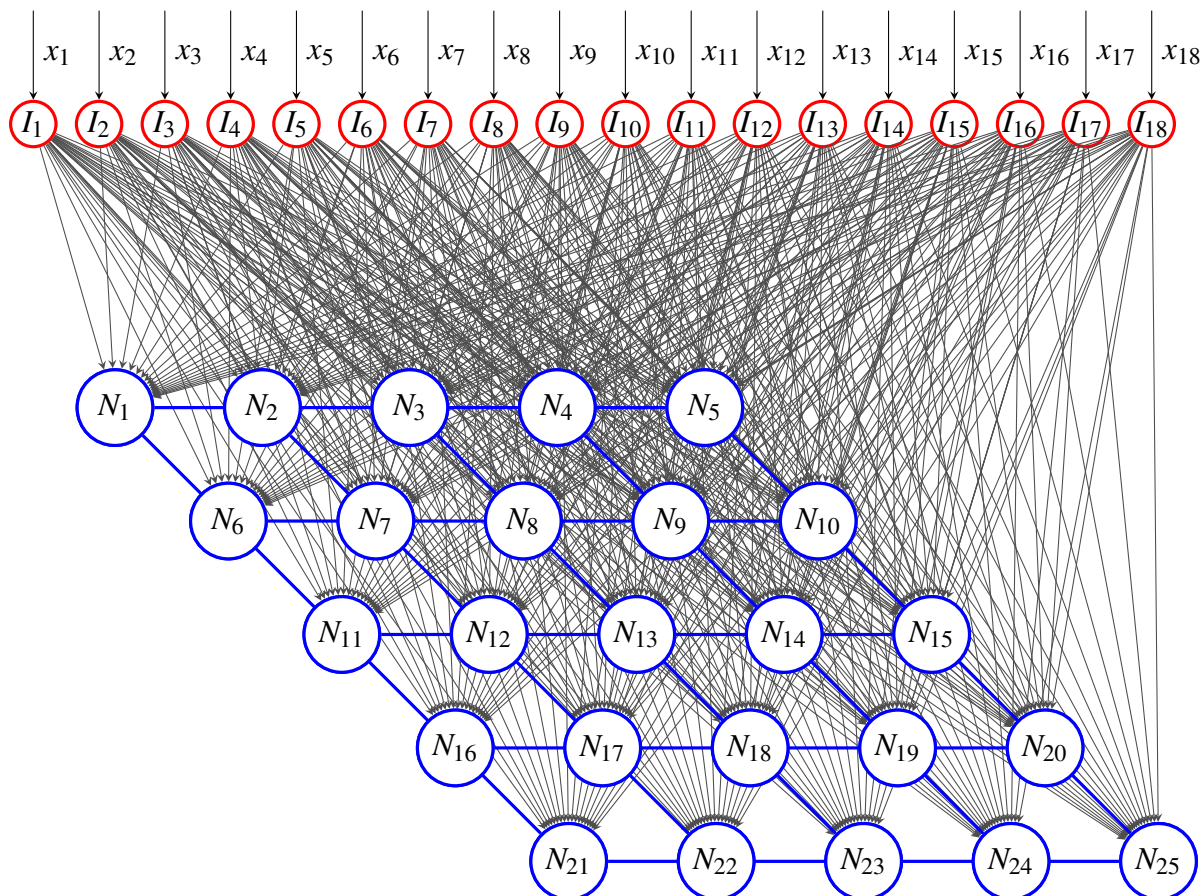 x₁ x₂ x₃ x₄ x₅ x₆ x₇ x₈ x₉ x₁₀ x₁₁ x₁₂ x₁₃ x₁₄ x₁₅ x₁₆ x₁₇ x₁₈
I₁ I₂ I₃ I₄ I₅ I₆ I₇ I₈ I₉ I₁₀ I₁₁ I₁₂ I₁₃ I₁₄ I₁₅ I₁₆ I₁₇ I₁₈
N₁ N₂ N₃ N₄ N₅
N₆ N₇ N₈ N₉ N₁₀
N₁₁ N₁₂ N₁₃ N₁₄ N₁₅
N₁₆ N₁₇ N₁₈ N₁₉ N₂₀
N₂₁ N₂₂ N₂₃ N₂₄ N₂₅